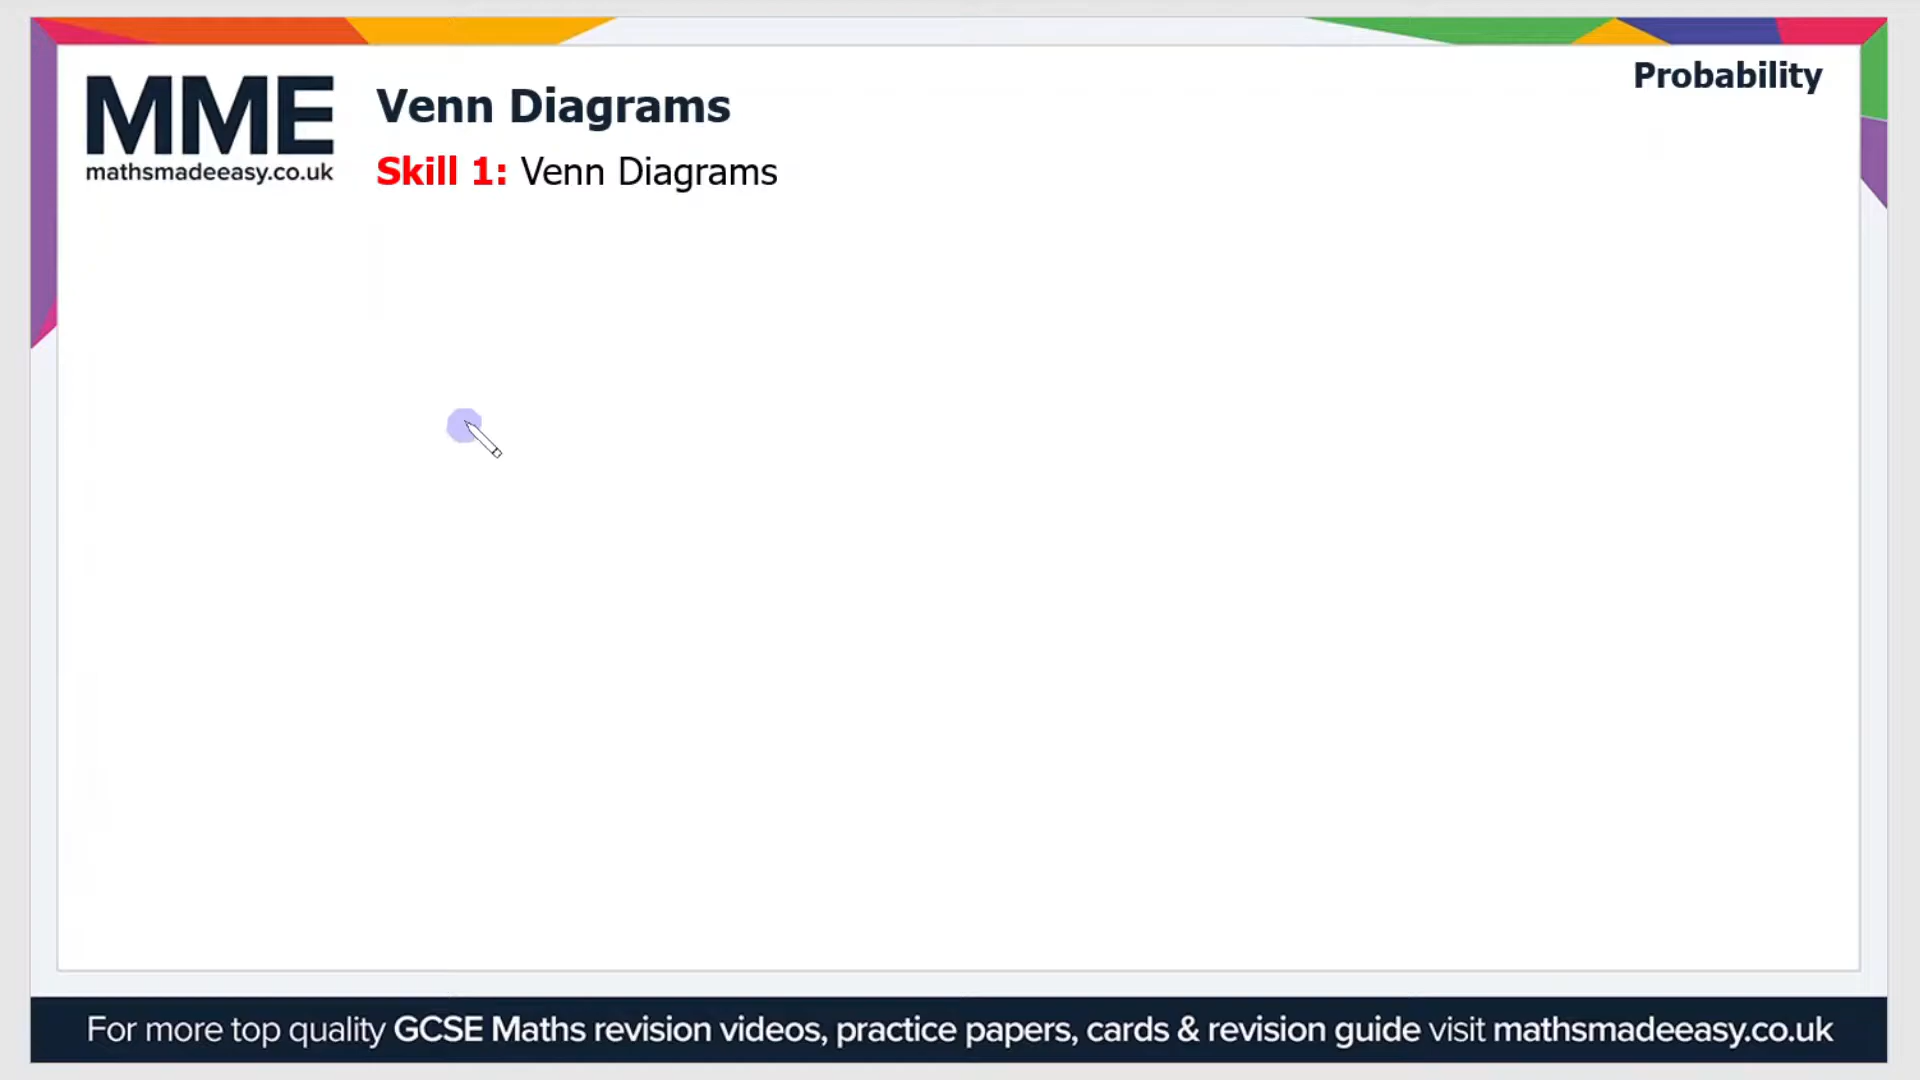 Probability
MME
mathsmadeeasy.co.uk
Venn Diagrams
Skill 1: Venn Diagrams
For more top quality GCSE Maths revision videos, practice papers, cards & revision guide visit mathsmadeeasy.co.uk